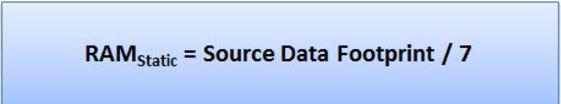 RAMStatic = Source Data Footprint / 7